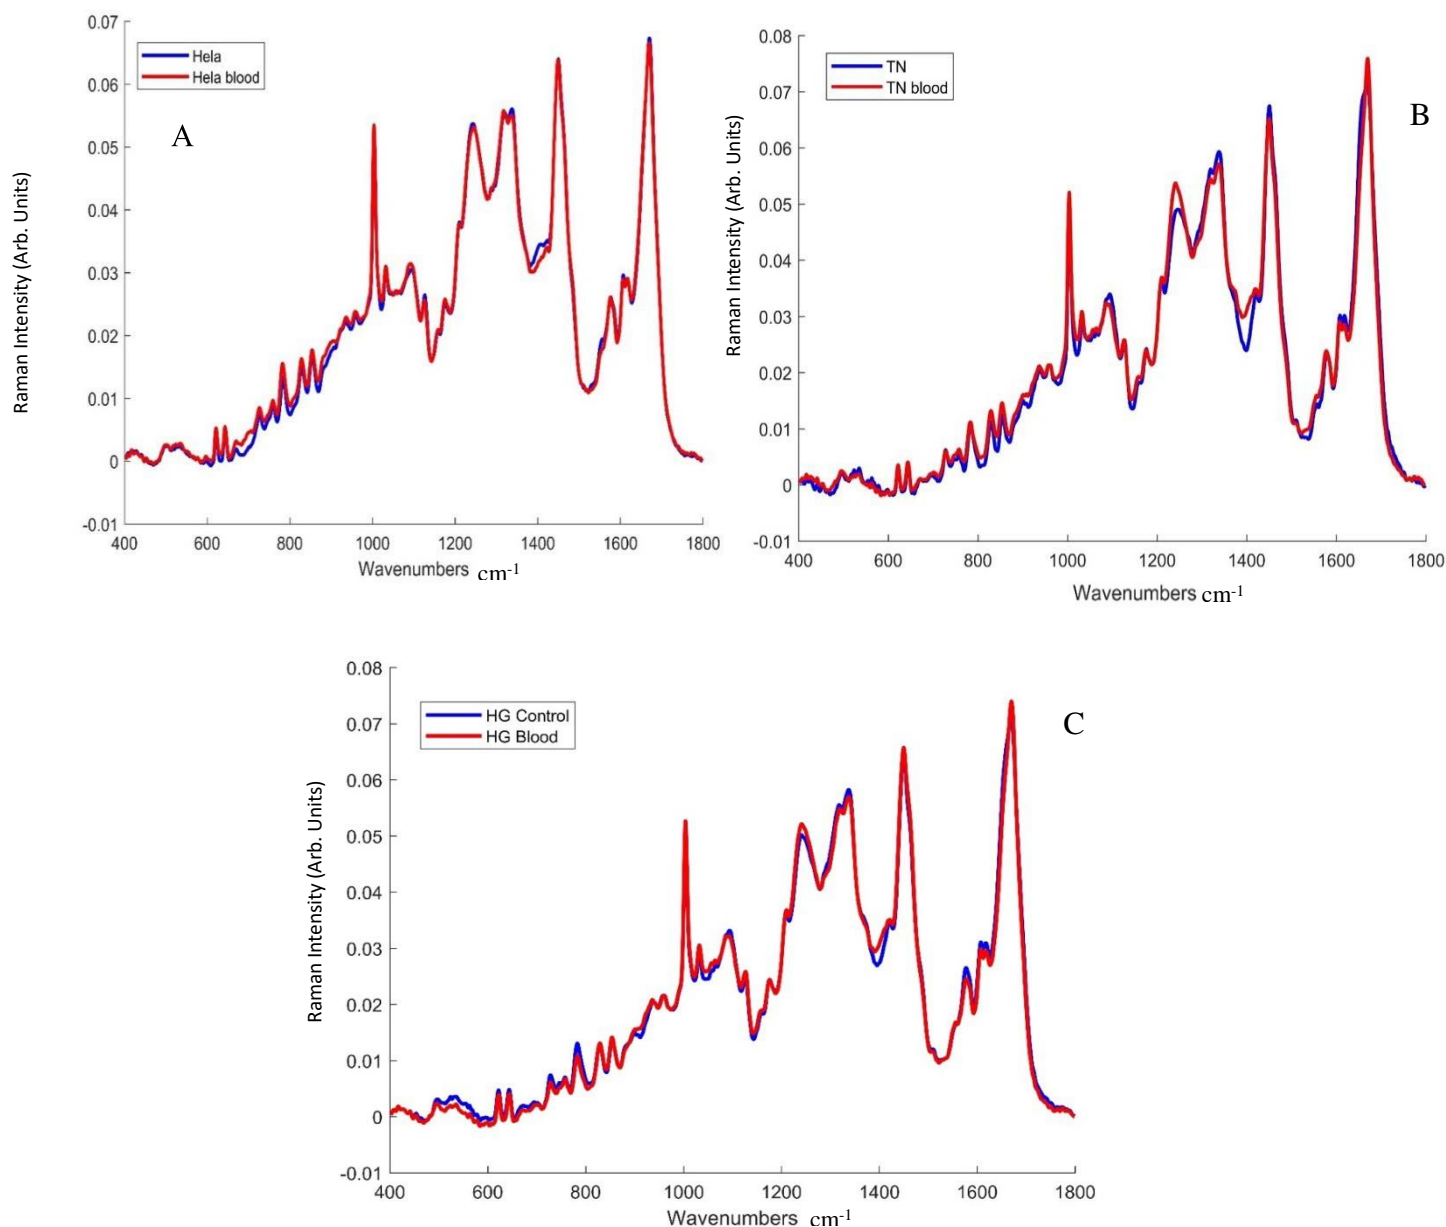 A
Hela
Hela blood
Raman Intensity (Arb. Units)
0.07
0.06
0.05
0.04
0.03
0.02
0.01
0
-0.01
400 600 800 1000 1200 1400 1600 1800
Wavenumbers cm-1
B
TN
TN blood
Raman Intensity (Arb. Units)
0.08
0.07
0.06
0.05
0.04
0.03
0.02
0.01
0
-0.01
400 600 800 1000 1200 1400 1600 1800
Wavenumbers cm-1
C
HG Control
HG Blood
Raman Intensity (Arb. Units)
0.08
0.07
0.06
0.05
0.04
0.03
0.02
0.01
0
-0.01
400 600 800 1000 1200 1400 1600 1800
Wavenumbers cm-1